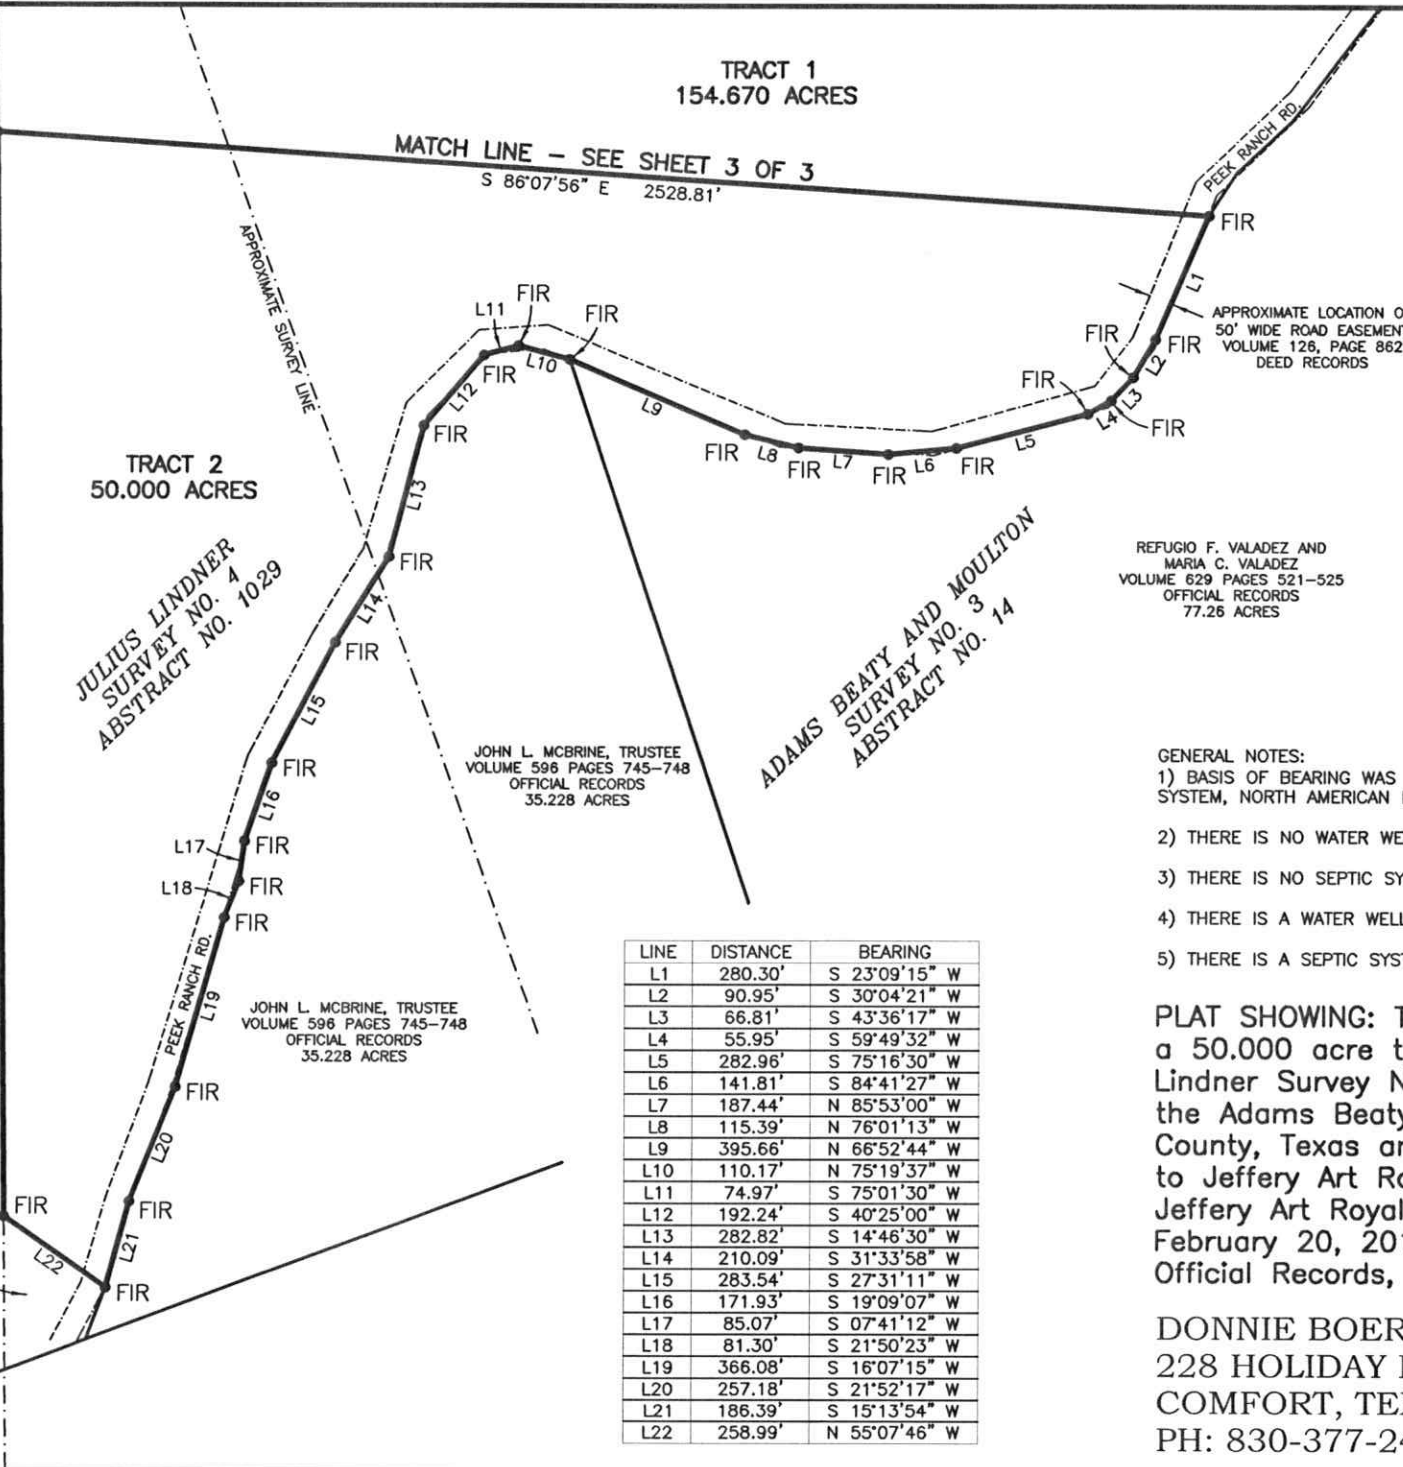 TRACT 1
154.670 ACRES
MATCH LINE - SEE SHEET 3 OF 3
S 86°07'56" E 2528.81'
PEEK RANCH RD.
FIR
L1
APPROXIMATE SURVEY LINE
APPROXIMATE LOCATION O
50' WIDE ROAD EASEMENT
VOLUME 126, PAGE 862
DEED RECORDS
FIR
L11
FIR
L10
FIR
FIR
FIR
L2
L12
L9
FIR
L3
L4
FIR
FIR
L5
FIR
L8
FIR
L7
FIR
L6
FIR
TRACT 2
50.000 ACRES
L13
FIR
JULIUS LINDNER
SURVEY NO. 4
ABSTRACT NO. 1029
L14
FIR
ADAMS BEATY AND MOULTON
SURVEY NO. 3
ABSTRACT NO. 14
REFUGIO F. VALADEZ AND
MARIA C. VALADEZ
VOLUME 629 PAGES 521-525
OFFICIAL RECORDS
77.26 ACRES
L15
FIR
JOHN L. MCBRINE, TRUSTEE
VOLUME 596 PAGES 745-748
OFFICIAL RECORDS
35.228 ACRES
L16
L17
FIR
L18
FIR
FIR
PEEK RANCH RD.
L19
JOHN L. MCBRINE, TRUSTEE
VOLUME 596 PAGES 745-748
OFFICIAL RECORDS
35.228 ACRES
FIR
L20
FIR
FIR
L21
L22
FIR
LINE DISTANCE BEARING
L1 280.30' S 23°09'15" W
L2 90.95' S 30°04'21" W
L3 66.81' S 43°36'17" W
L4 55.95' S 59°49'32" W
L5 282.96' S 75°16'30" W
L6 141.81' S 84°41'27" W
L7 187.44' N 85°53'00" W
L8 115.39' N 76°01'13" W
L9 395.66' N 66°52'44" W
L10 110.17' N 75°19'37" W
L11 74.97' S 75°01'30" W
L12 192.24' S 40°25'00" W
L13 282.82' S 14°46'30" W
L14 210.09' S 31°33'58" W
L15 283.54' S 27°31'11" W
L16 171.93' S 19°09'07" W
L17 85.07' S 07°41'12" W
L18 81.30' S 21°50'23" W
L19 366.08' S 16°07'15" W
L20 257.18' S 21°52'17" W
L21 186.39' S 15°13'54" W
L22 258.99' N 55°07'46" W
GENERAL NOTES:
1) BASIS OF BEARING WAS
SYSTEM, NORTH AMERICAN
2) THERE IS NO WATER WE
3) THERE IS NO SEPTIC SY
4) THERE IS A WATER WELL
5) THERE IS A SEPTIC SYS
PLAT SHOWING: T
a 50.000 acre t
Lindner Survey N
the Adams Beaty
County, Texas an
to Jeffery Art Ro
Jeffery Art Royal
February 20, 201
Official Records,
DONNIE BOER
228 HOLIDAY
COMFORT, TE
PH: 830-377-24